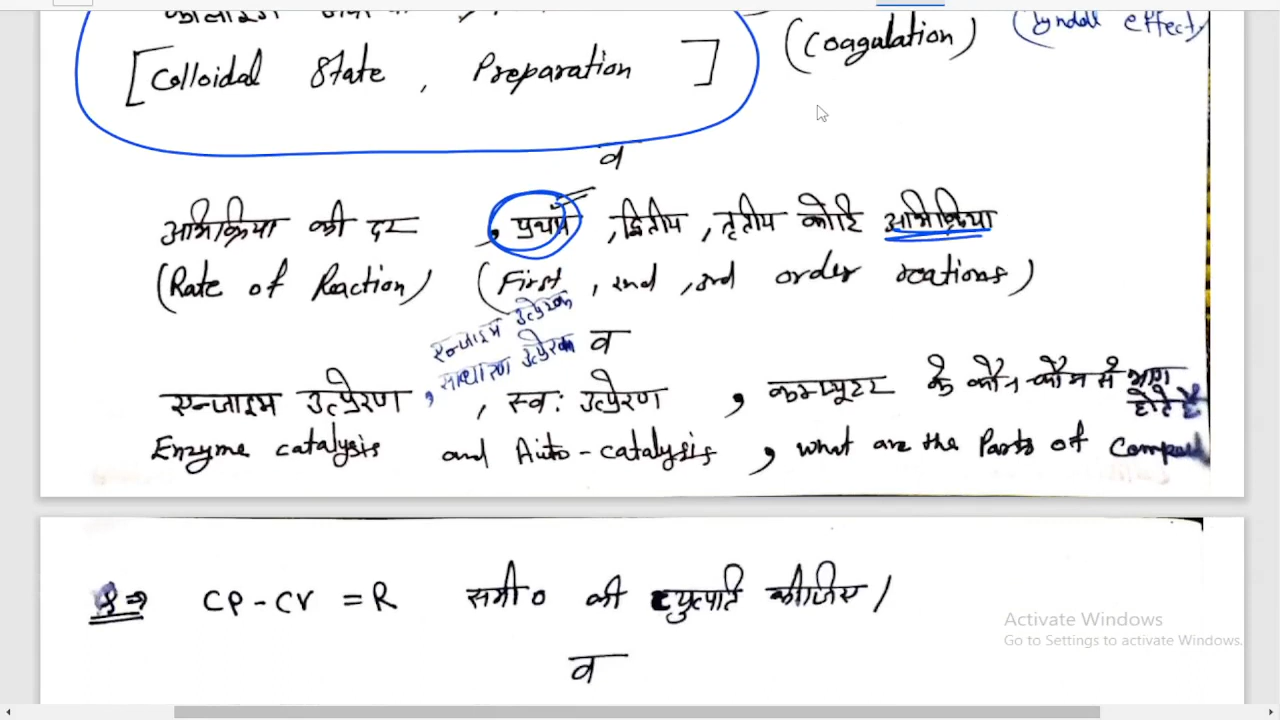 (Coagulation) (Tyndall effect)
[Colloidal State, Preparation]
व
अभिक्रिया की दर, प्रथम, द्वितीय, तृतीय कोटि अभिक्रिया
(Rate of Reaction) (First, 2nd, 3rd order reactions)
एन्जाइम उत्प्रेरक
साधारण उत्प्रेरक
व
एन्जाइम उत्प्रेरण, , स्व: उत्प्रेरण, कम्प्यूटर के कौन कौन से भाग होते है
Enzyme catalysis and Auto-catalysis, what are the Parts of
CP-CV = R समी० की व्युत्पत्ति कीजिए/
व
Activate Windows
Go to Settings to activate Windows.